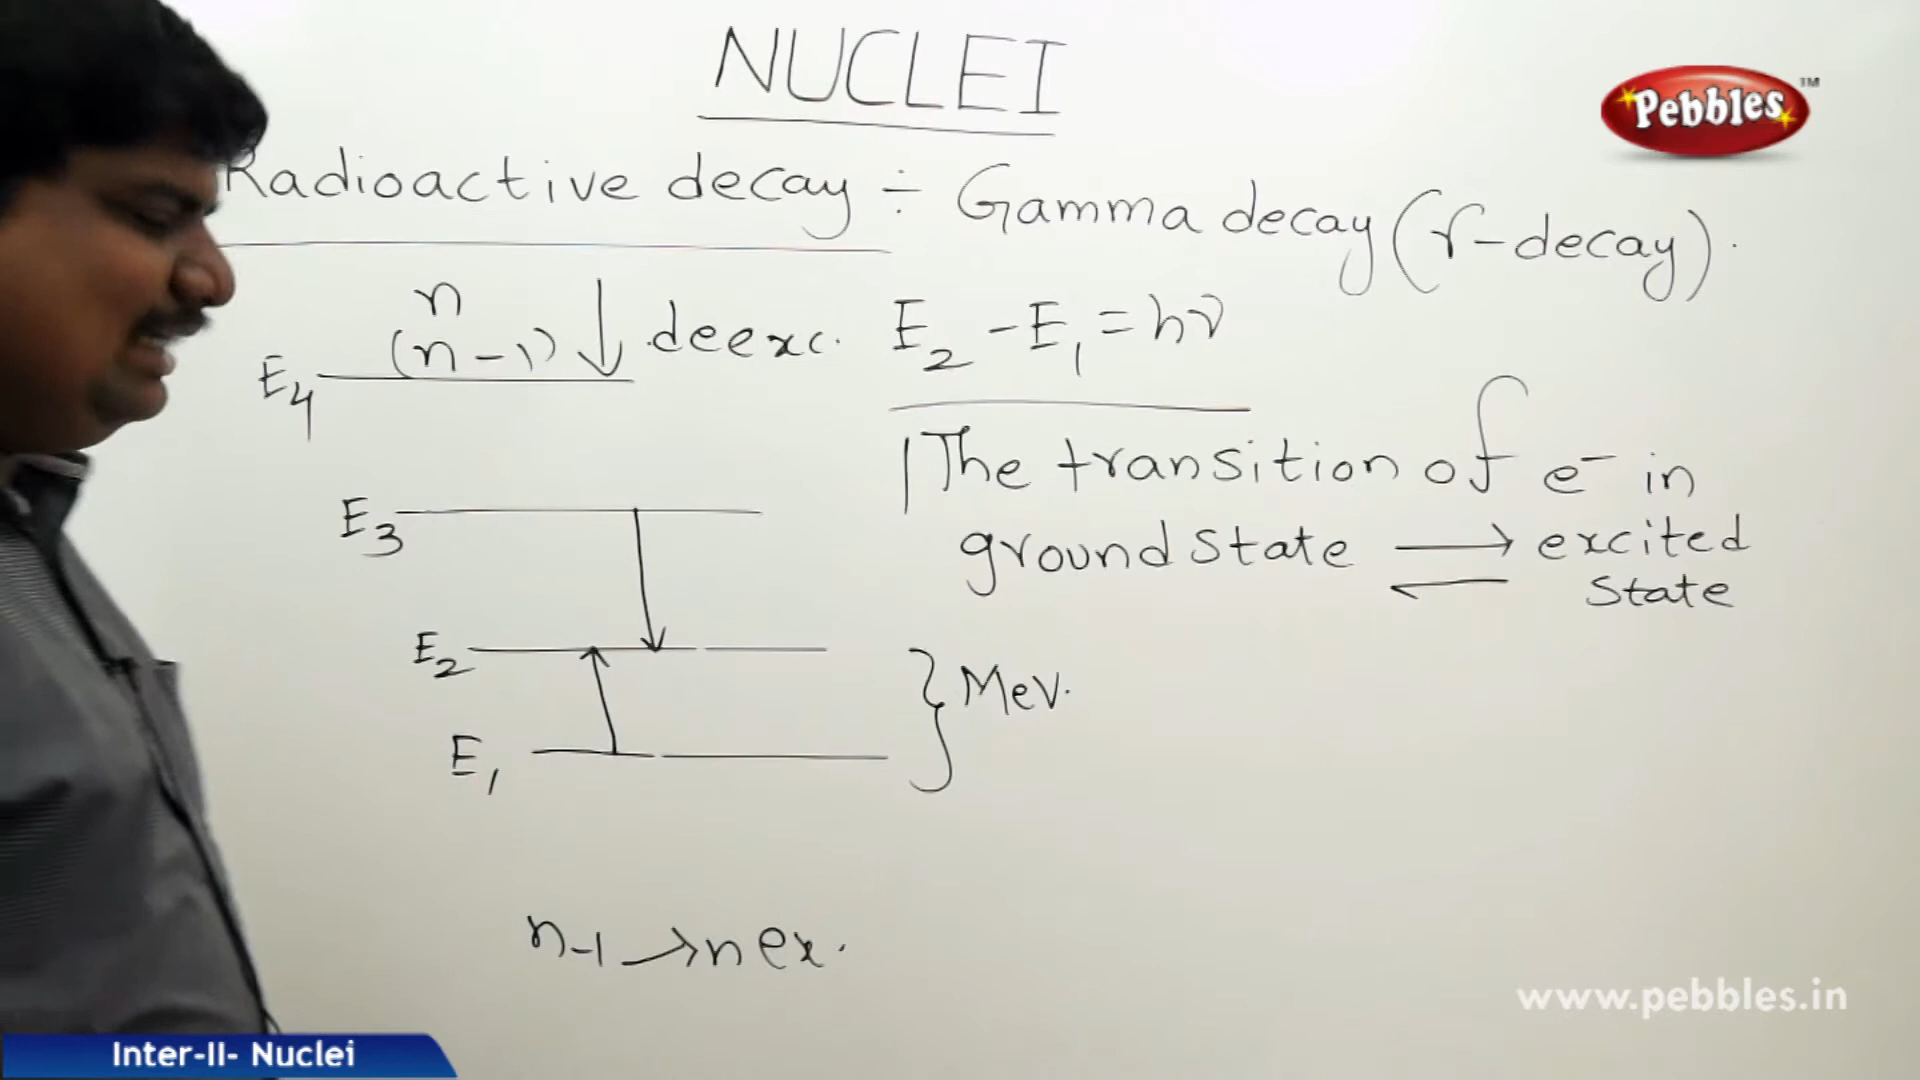 NUCLEI
Pebbles™
Radioactive decay ÷ Gamma decay (γ-decay).
n
(n-1) ↓ deexc.
E₂ - E₁ = hν
E₄
The transition of e⁻ in
ground state ⇌ excited
state
E₃
E₂
E₁
} Mev.
n-1 → n ex.
www.pebbles.in
Inter-II- Nuclei